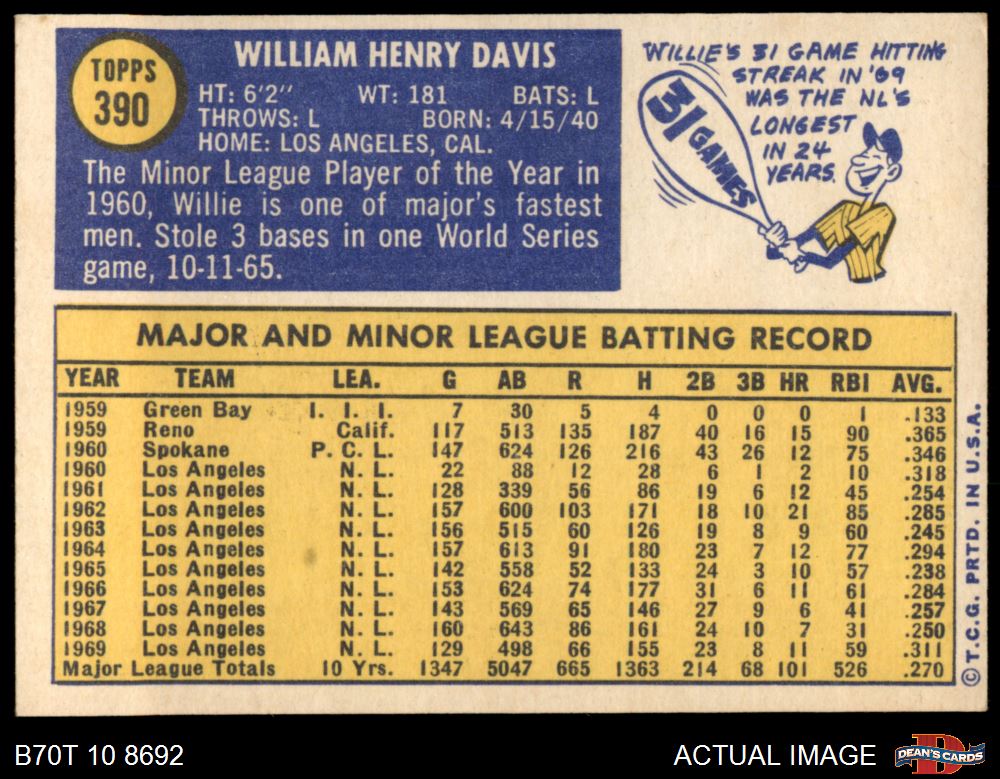 TOPPS
390
WILLIAM HENRY DAVIS
HT: 6'2" WT: 181 BATS: L
THROWS: L BORN: 4/15/40
HOME: LOS ANGELES, CAL.
The Minor League Player of the Year in
1960, Willie is one of major's fastest
men. Stole 3 bases in one World Series
game, 10-11-65.
WILLIE'S 31 GAME HITTING
STREAK IN '69
WAS THE NL'S
LONGEST
IN 24
YEARS.
31 GAMES
MAJOR AND MINOR LEAGUE BATTING RECORD
YEAR TEAM LEA. G AB R H 2B 3B HR RBI AVG.
1959 Green Bay I. I. I. 7 30 5 4 0 0 0 1 .133
1959 Reno Calif. 117 513 135 187 40 16 15 90 .365
1960 Spokane P. C. L. 147 624 126 216 43 26 12 75 .346
1960 Los Angeles N. L. 22 88 12 28 6 1 2 10 .318
1961 Los Angeles N. L. 128 339 56 86 19 6 12 45 .254
1962 Los Angeles N. L. 157 600 103 171 18 10 21 85 .285
1963 Los Angeles N. L. 156 515 60 126 19 8 9 60 .245
1964 Los Angeles N. L. 157 613 91 180 23 7 12 77 .294
1965 Los Angeles N. L. 142 558 52 133 24 3 10 57 .238
1966 Los Angeles N. L. 153 624 74 177 31 6 11 61 .284
1967 Los Angeles N. L. 143 569 65 146 27 9 6 41 .257
1968 Los Angeles N. L. 160 643 86 161 24 10 7 31 .250
1969 Los Angeles N. L. 129 498 66 155 23 8 11 59 .311
Major League Totals 10 Yrs. 1347 5047 665 1363 214 68 101 526 .270
© T.C.G. PRTD. IN U.S.A.
B70T 10 8692
ACTUAL IMAGE
D
DEAN'S CARDS